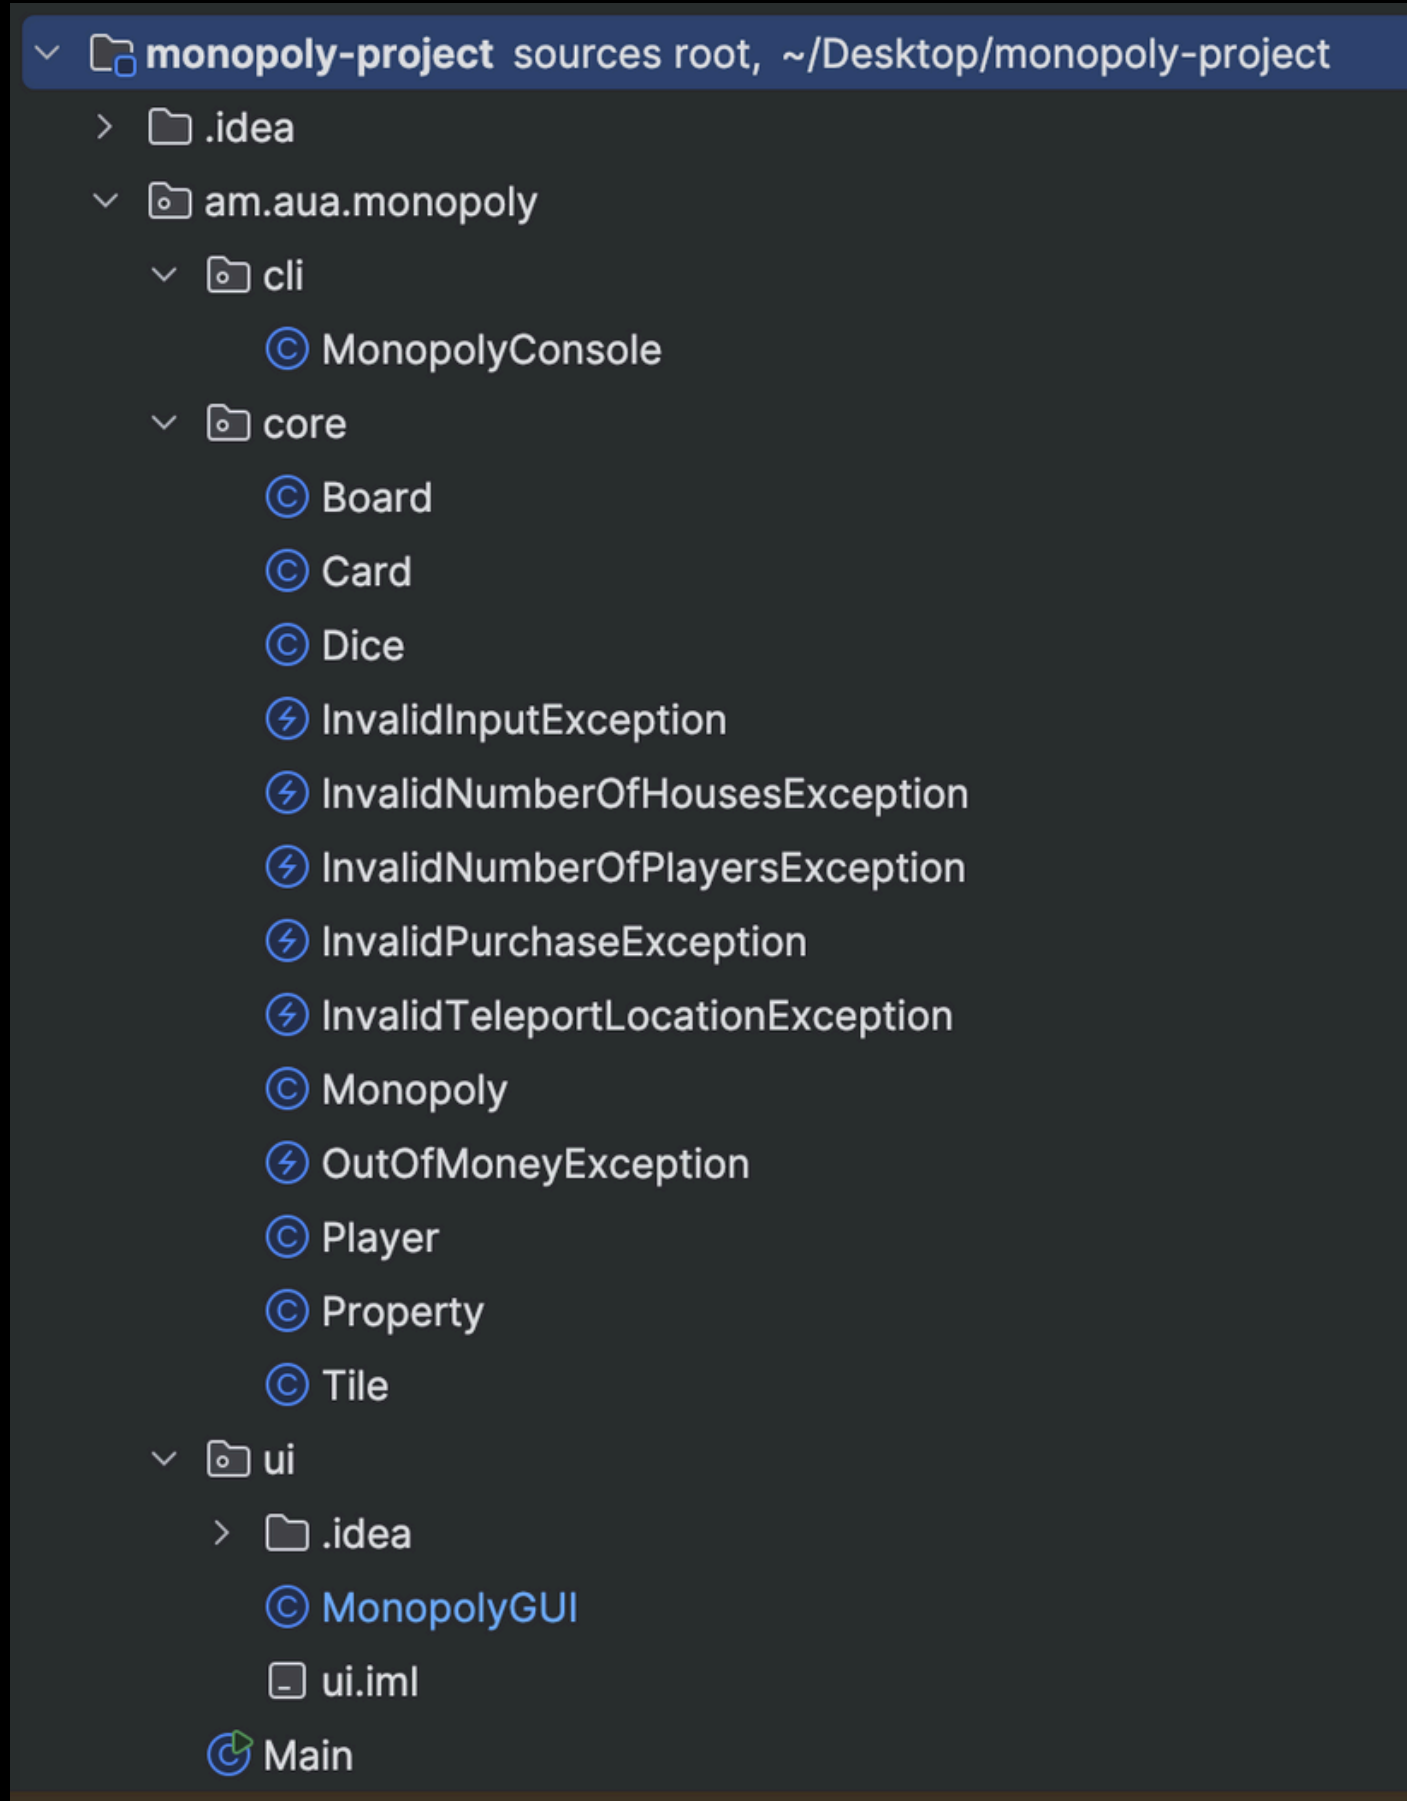 monopoly-project sources root, ~/Desktop/monopoly-project
.idea
am.aua.monopoly
cli
MonopolyConsole
core
Board
Card
Dice
InvalidInputException
InvalidNumberOfHousesException
InvalidNumberOfPlayersException
InvalidPurchaseException
InvalidTeleportLocationException
Monopoly
OutOfMoneyException
Player
Property
Tile
ui
.idea
MonopolyGUI
ui.iml
Main